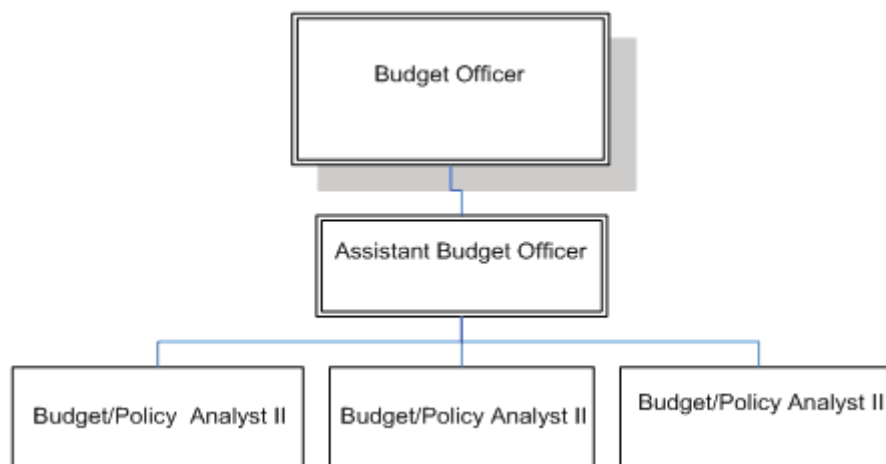 Budget Officer
Assistant Budget Officer
Budget/Policy Analyst II
Budget/Policy Analyst II
Budget/Policy Analyst II